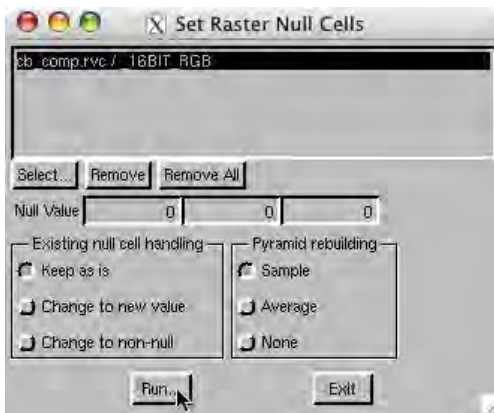 Set Raster Null Cells
cb_comp.rvc / _16BIT_RGB
Select... Remove Remove All
Null Value 0 0 0
Existing null cell handling
Keep as is
Change to new value
Change to non-null
Pyramid rebuilding
Sample
Average
None
Run... Exit